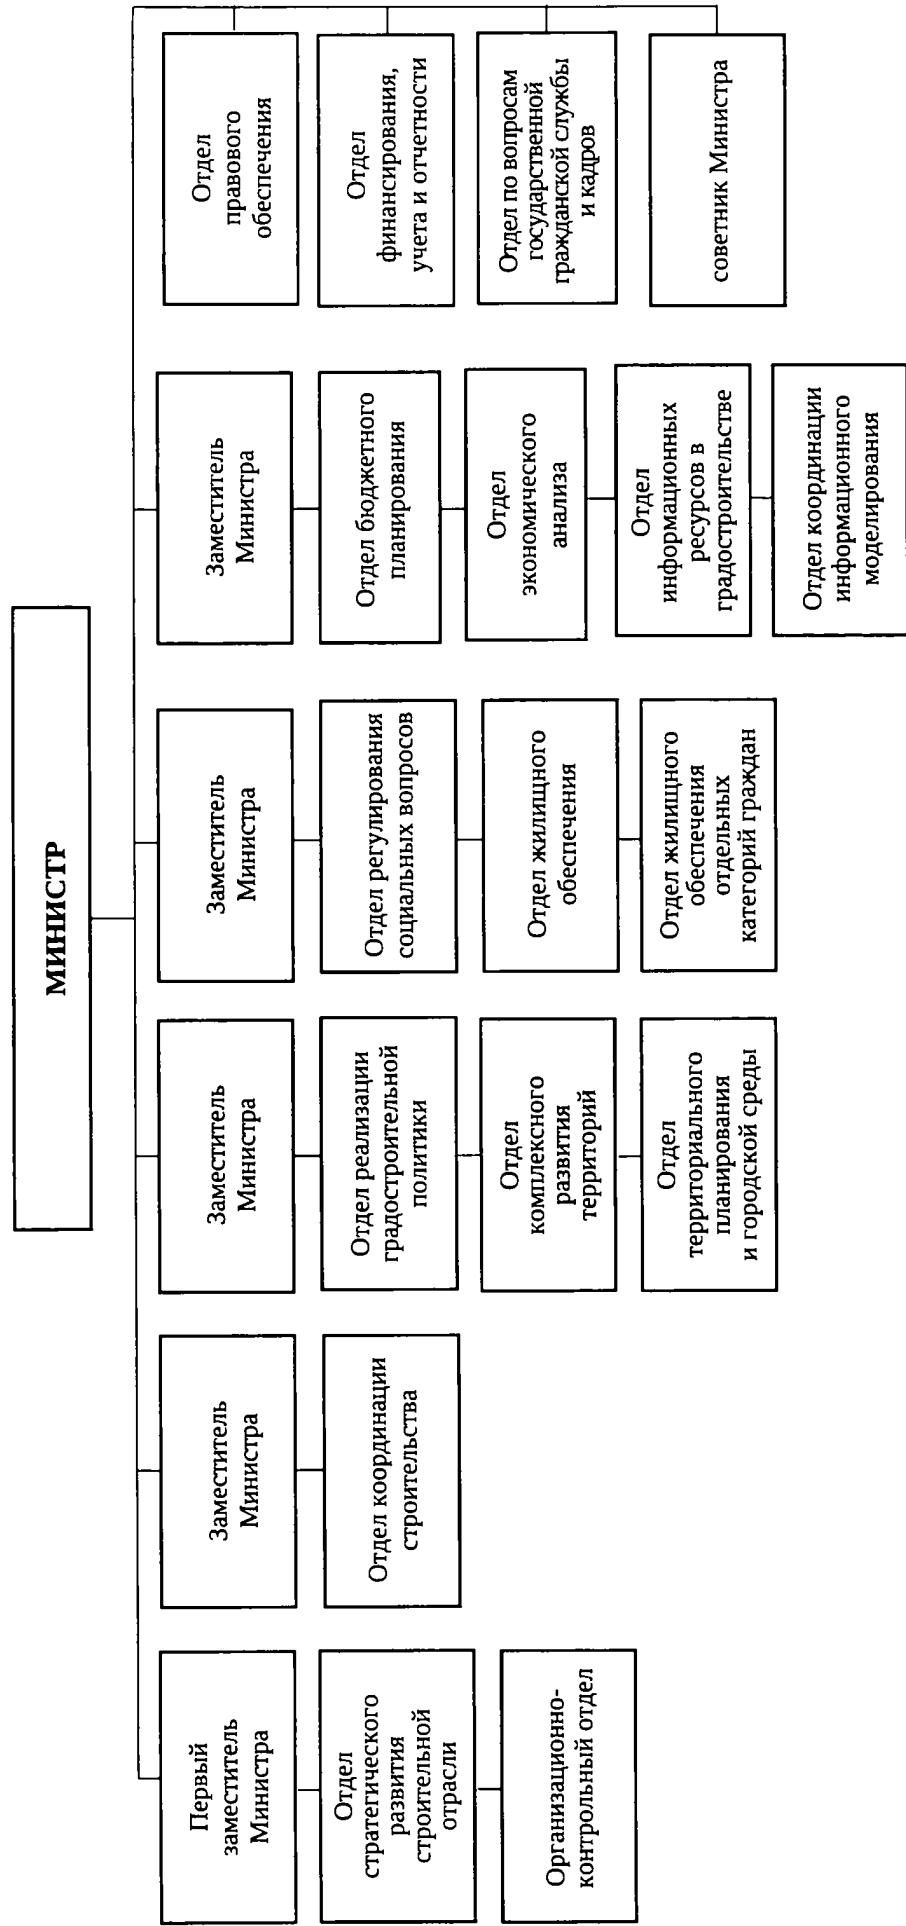 МИНИСТР
Первый
заместитель
Министра
Отдел
стратегического
развития
строительной
отрасли
Организационно-
контрольный отдел
Заместитель
Министра
Отдел координации
строительства
Заместитель
Министра
Отдел реализации
градостроительной
политики
Отдел
комплексного
развития
территорий
Отдел
территориального
планирования
и городской среды
Заместитель
Министра
Отдел регулирования
социальных вопросов
Отдел жилищного
обеспечения
Отдел жилищного
обеспечения
отдельных
категорий граждан
Заместитель
Министра
Отдел бюджетного
планирования
Отдел
экономического
анализа
Отдел
информационных
ресурсов в
градостроительстве
Отдел координации
информационного
моделирования
Отдел
правового
обеспечения
Отдел
финансирования,
учета и отчетности
Отдел по вопросам
государственной
гражданской службы
и кадров
советник Министра